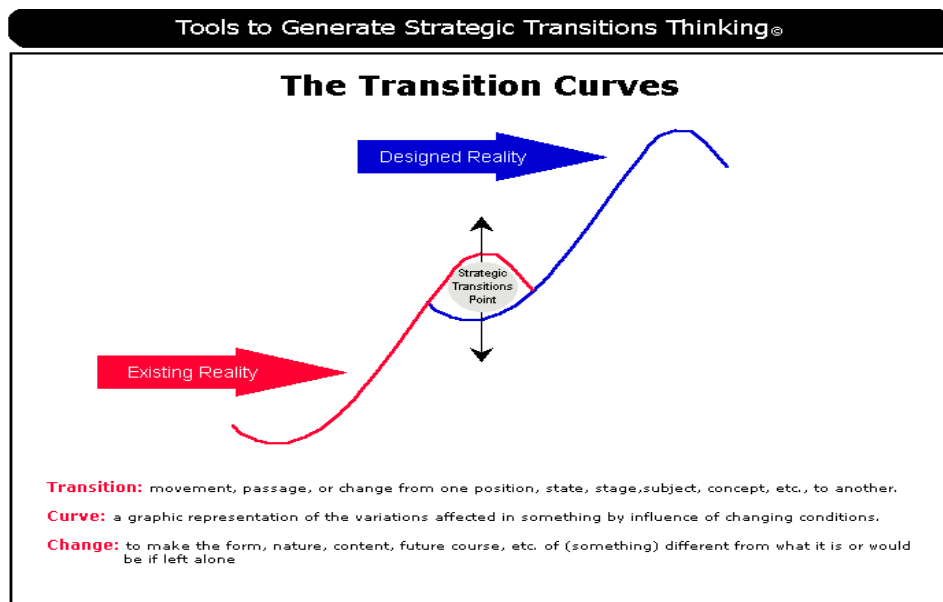 Tools to Generate Strategic Transitions Thinking©
The Transition Curves
Designed Reality
Strategic
Transitions
Point
Existing Reality
Transition: movement, passage, or change from one position, state, stage,subject, concept, etc., to another.
Curve: a graphic representation of the variations affected in something by influence of changing conditions.
Change: to make the form, nature, content, future course, etc. of (something) different from what it is or would
be if left alone